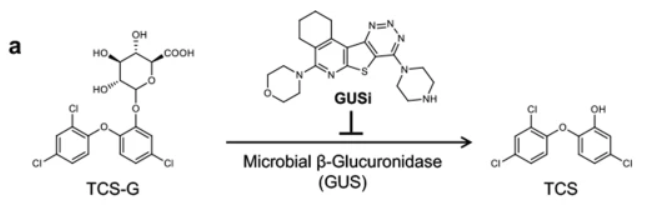 a
OH
HO
COOH
HO
O
O
Cl
O
Cl
Cl
TCS-G
N
N
N
N
N
S
N
O
N
NH
GUSi
Microbial β-Glucuronidase
(GUS)
Cl
OH
O
Cl
Cl
TCS